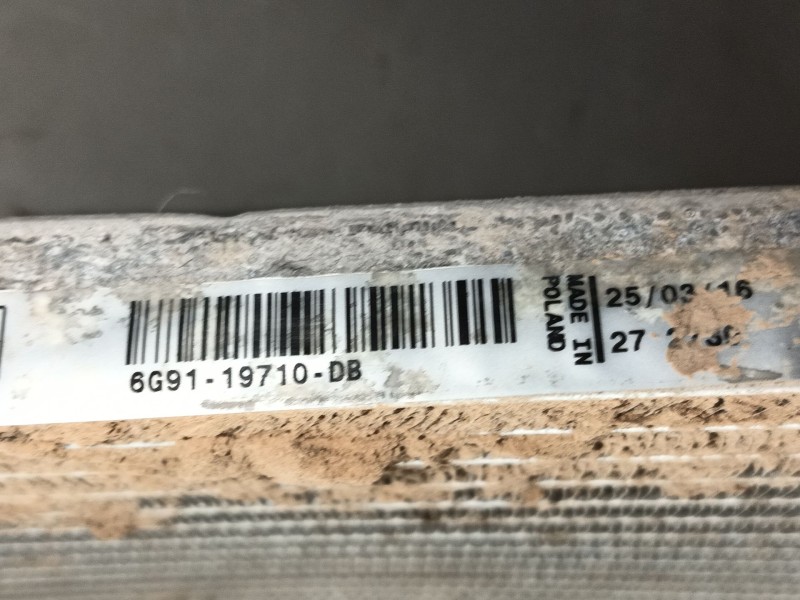 6G91-19710-DB
MADE IN
POLAND
25/03/16
27